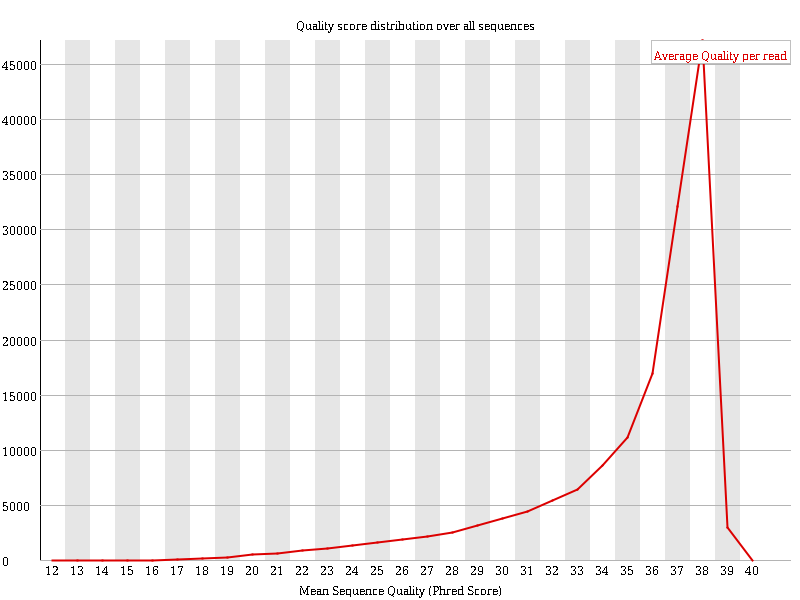 Quality score distribution over all sequences
Average Quality per read
45000
40000
35000
30000
25000
20000
15000
10000
5000
0
12 13 14 15 16 17 18 19 20 21 22 23 24 25 26 27 28 29 30 31 32 33 34 35 36 37 38 39 40
Mean Sequence Quality (Phred Score)